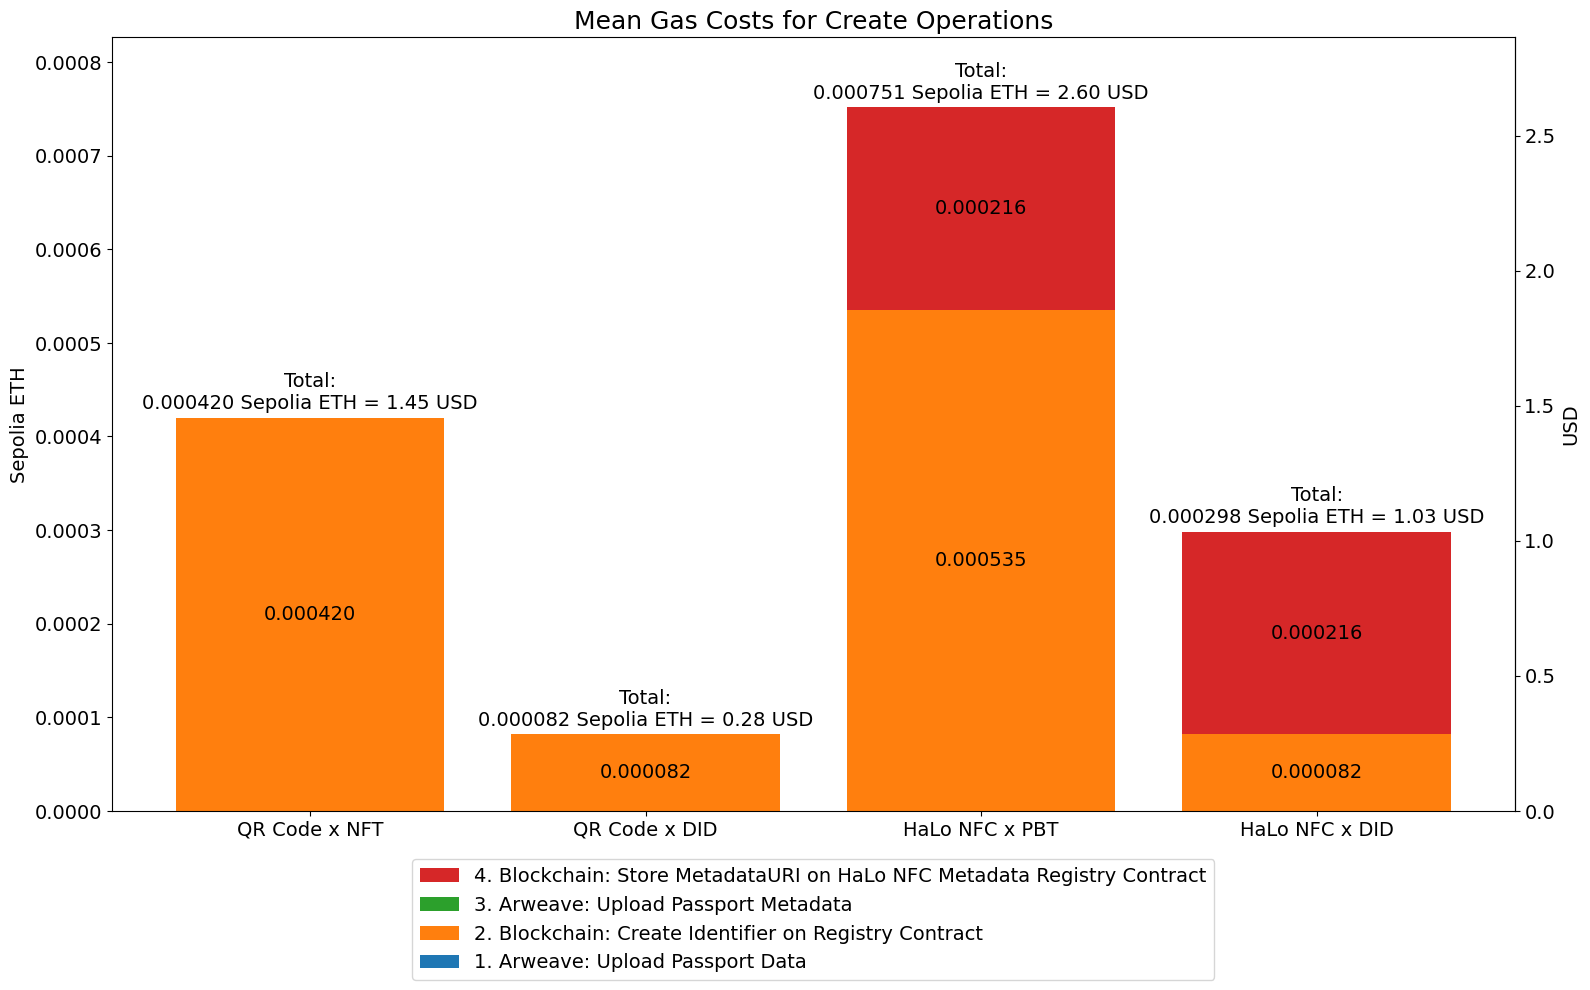 Mean Gas Costs for Create Operations
Sepolia ETH
0.0008
0.0007
0.0006
0.0005
0.0004
0.0003
0.0002
0.0001
0.0000
Total:
0.000420 Sepolia ETH = 1.45 USD
0.000420
Total:
0.000082 Sepolia ETH = 0.28 USD
0.000082
Total:
0.000751 Sepolia ETH = 2.60 USD
0.000216
0.000535
Total:
0.000298 Sepolia ETH = 1.03 USD
0.000216
0.000082
2.5
2.0
1.5
1.0
0.5
0.0
USD
QR Code x NFT
QR Code x DID
HaLo NFC x PBT
HaLo NFC x DID
4. Blockchain: Store MetadataURI on HaLo NFC Metadata Registry Contract
3. Arweave: Upload Passport Metadata
2. Blockchain: Create Identifier on Registry Contract
1. Arweave: Upload Passport Data